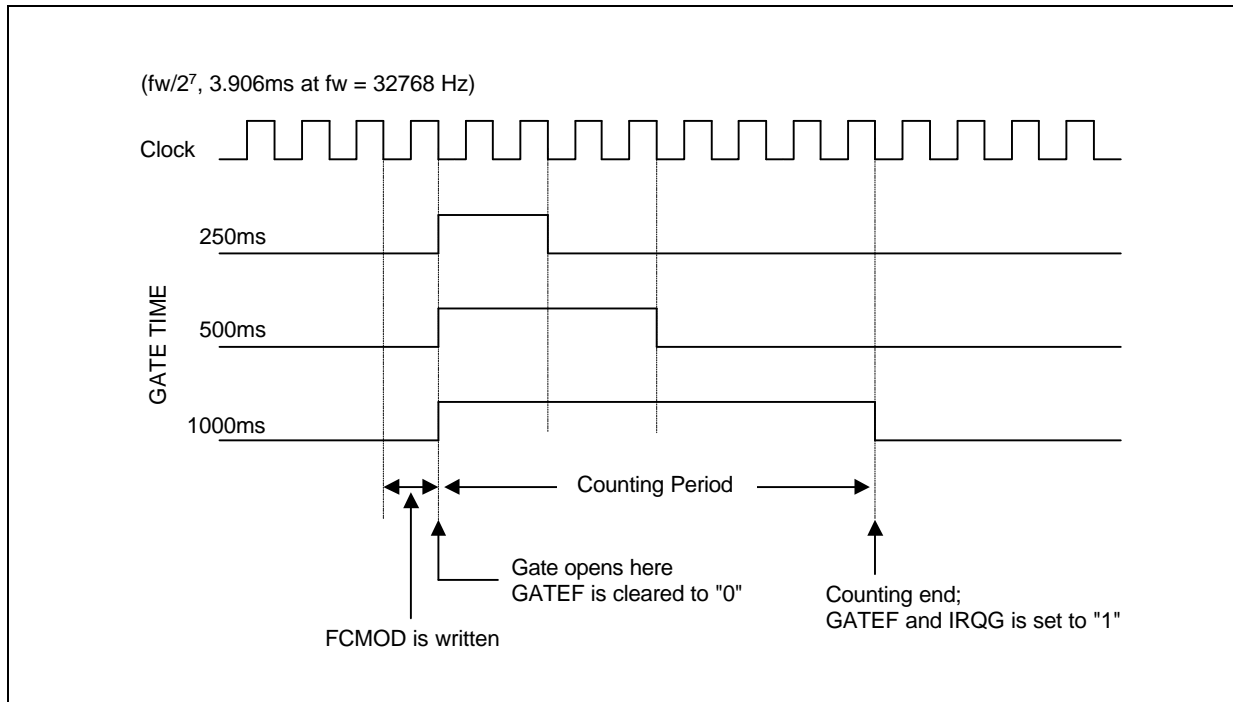 (fw/2⁷, 3.906ms at fw = 32768 Hz)
Clock
250ms
GATE TIME
500ms
1000ms
Counting Period
Gate opens here
GATEF is cleared to "0"
Counting end;
GATEF and IRQG is set to "1"
FCMOD is written